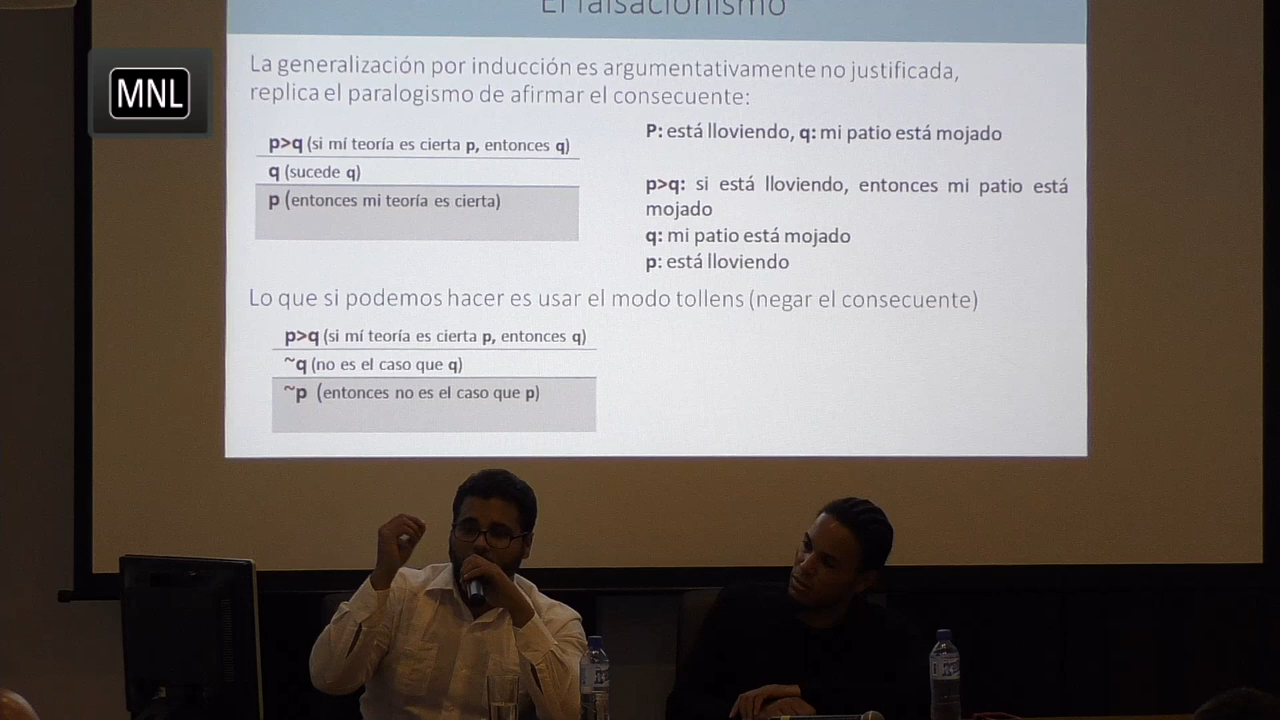 El falsacionismo
MNL
La generalización por inducción es argumentativamente no justificada,
replica el paralogismo de afirmar el consecuente:
p>q (si mí teoría es cierta p, entonces q)
q (sucede q)
p (entonces mi teoría es cierta)
P: está lloviendo, q: mi patio está mojado
p>q: si está lloviendo, entonces mi patio está
mojado
q: mi patio está mojado
p: está lloviendo
Lo que si podemos hacer es usar el modo tollens (negar el consecuente)
p>q (si mí teoría es cierta p, entonces q)
~q (no es el caso que q)
~p (entonces no es el caso que p)